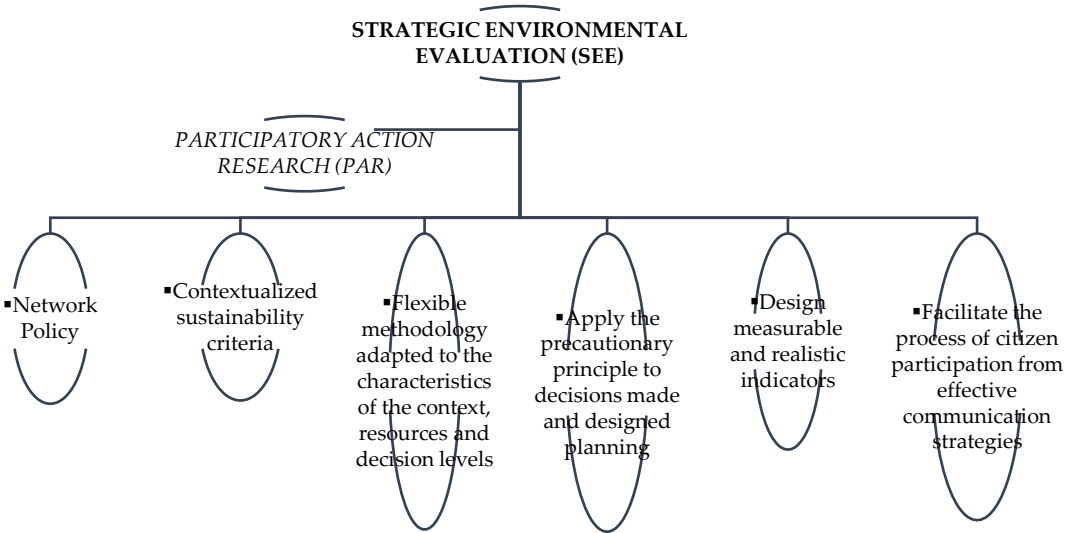 STRATEGIC ENVIRONMENTAL
EVALUATION (SEE)
PARTICIPATORY ACTION
RESEARCH (PAR)
▪Network
Policy
▪Contextualized
sustainability
criteria
▪Flexible
methodology
adapted to the
characteristics
of the context,
resources and
decision levels
▪Apply the
precautionary
principle to
decisions made
and designed
planning
▪Design
measurable
and realistic
indicators
▪Facilitate the
process of citizen
participation from
effective
communication
strategies